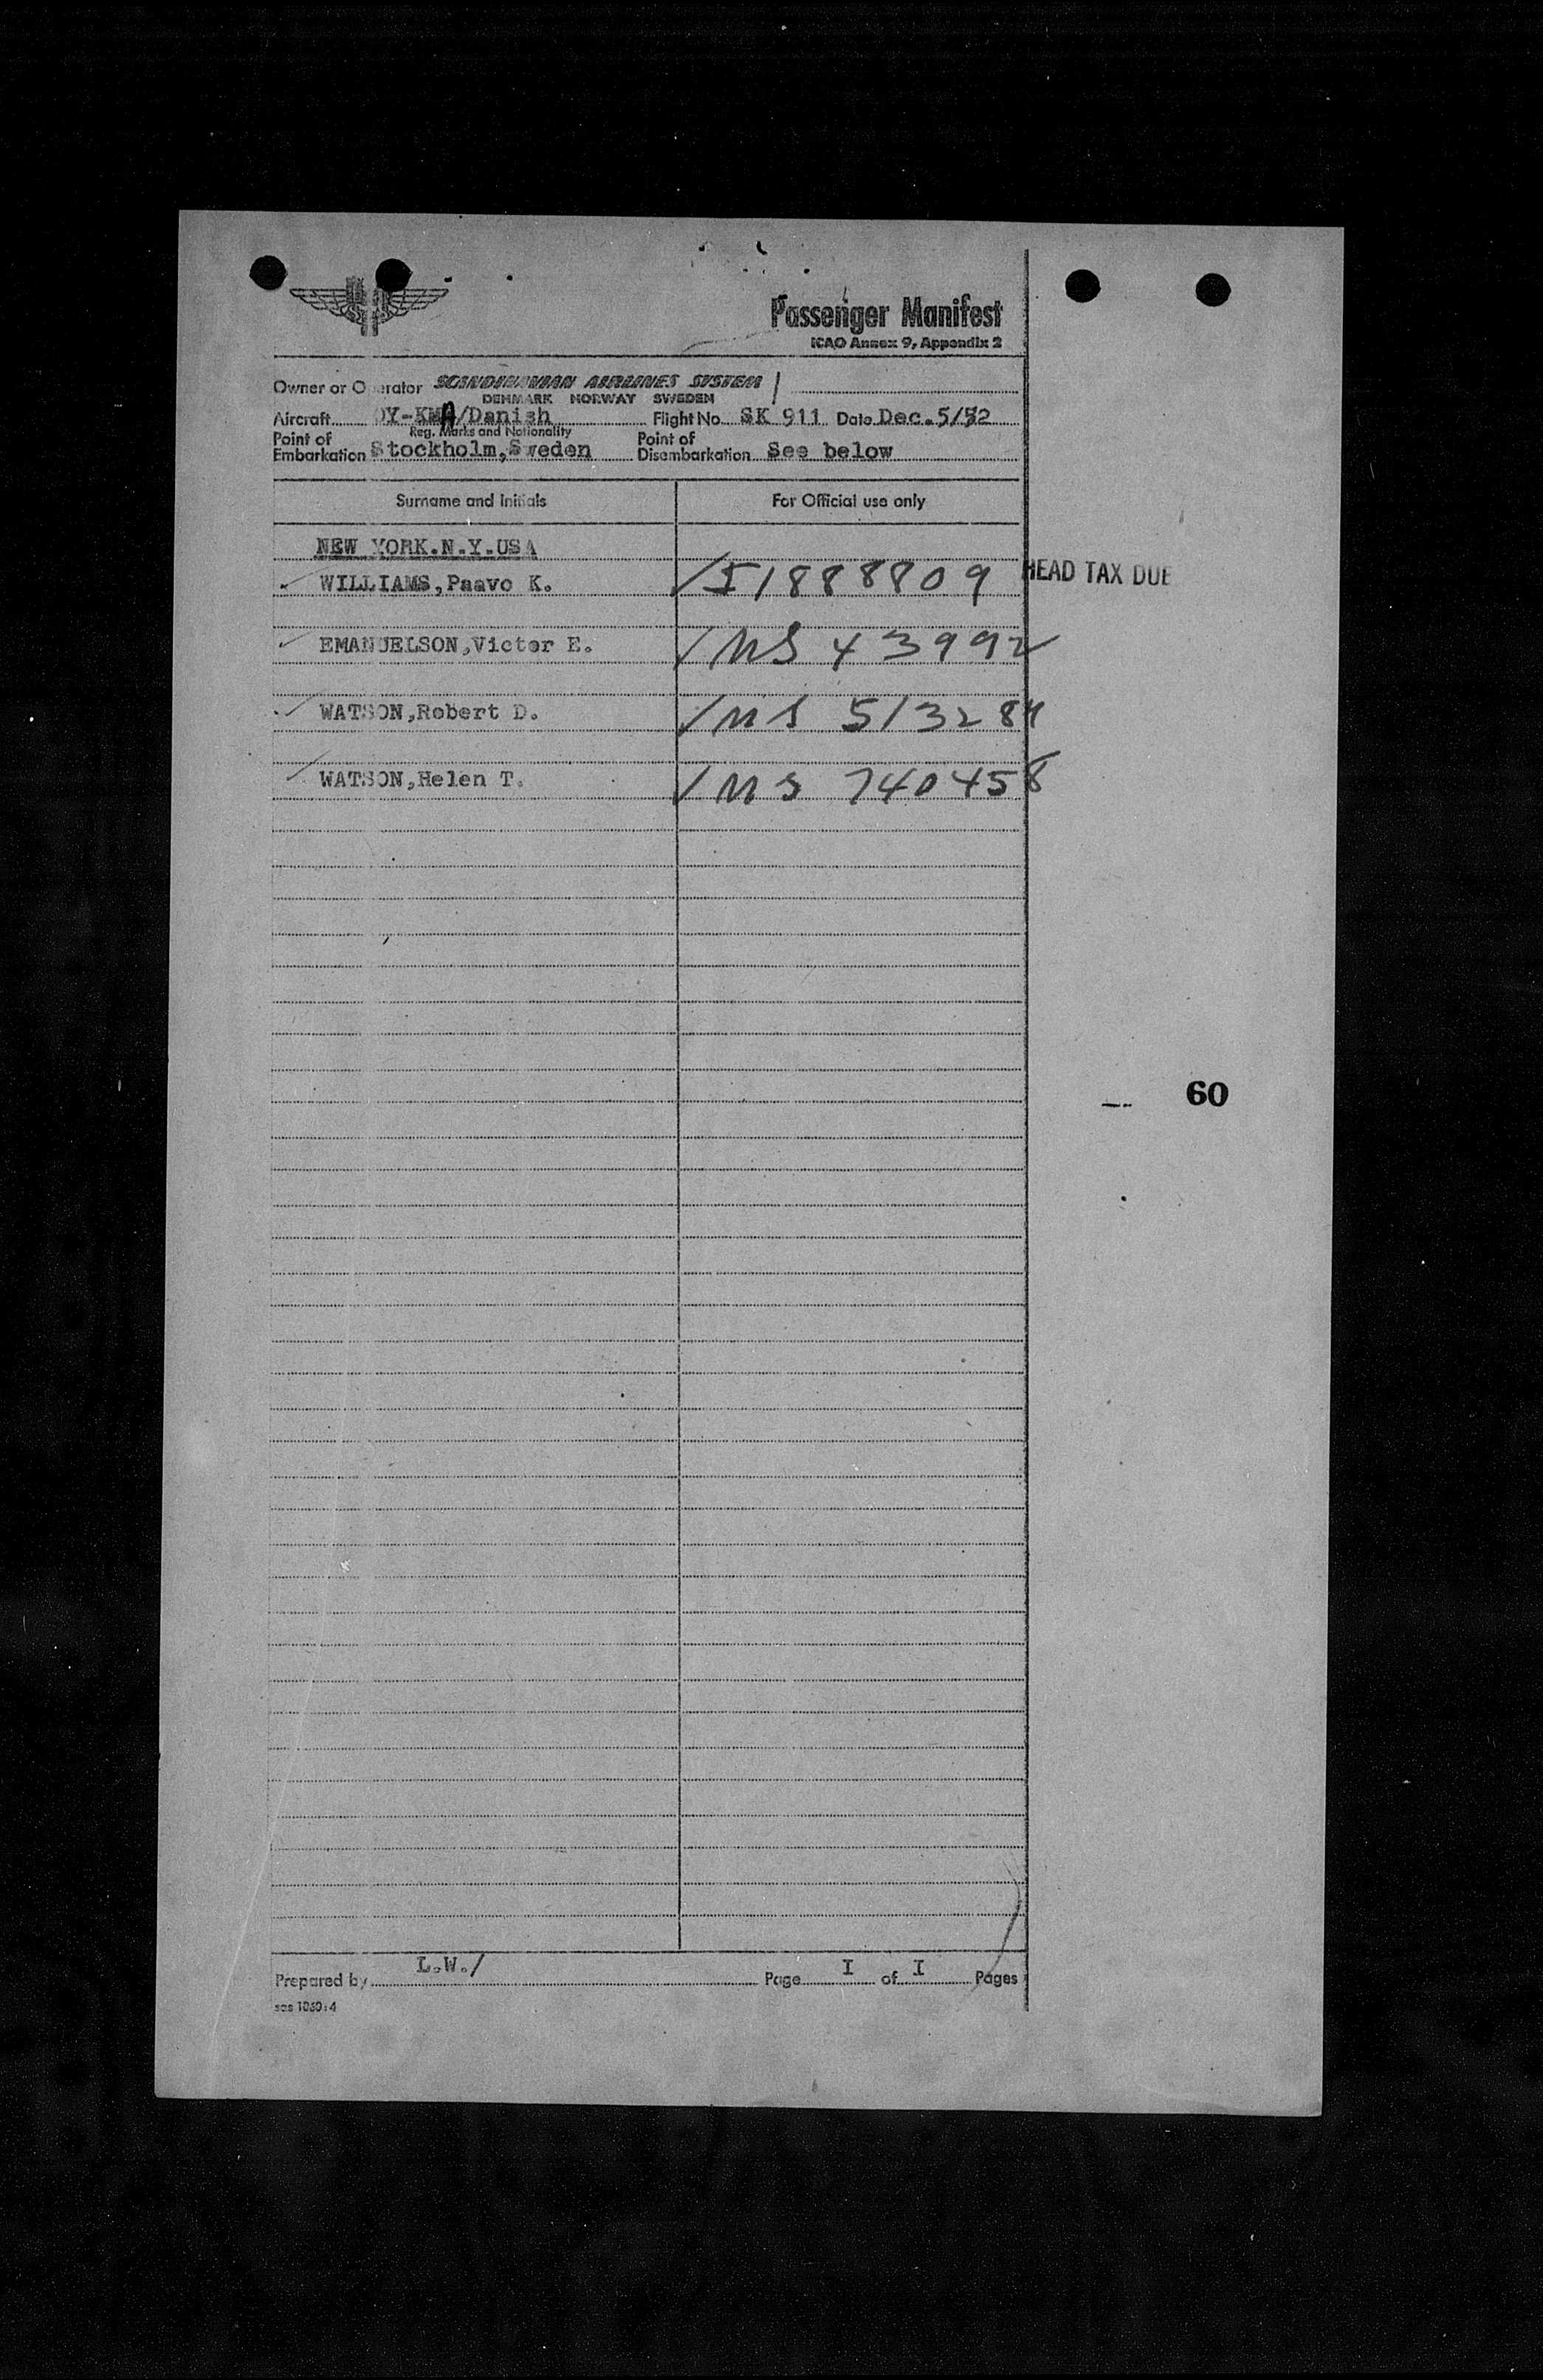 Passenger Manifest
ICAO Annex 9, Appendix 2
Owner or Operator SCANDINAVIAN AIRLINES SYSTEM
DENMARK NORWAY SWEDEN
Aircraft OY-KMA/Danish Flight No. SK 911 Date Dec.5/52
Reg. Marks and Nationality
Point of Embarkation Stockholm,Sweden Point of Disembarkation See below
Surname and Initials For Official use only
NEW YORK.N.Y.USA
WILLIAMS,Paavo K. 51888809 HEAD TAX DUE
EMANUELSON,Victor E. 43992
WATSON,Robert D. 513284
WATSON,Helen T. 740458
60
Prepared by L.W./ Page I of I Pages
sas 1060:4